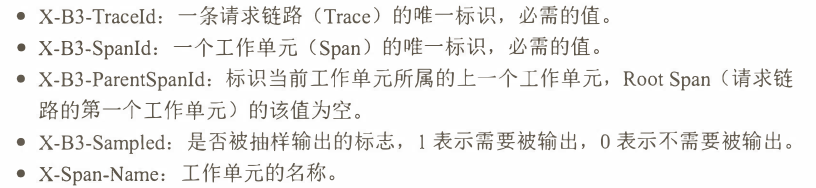 • X-B3-TraceId：一条请求链路（Trace）的唯一标识，必需的值。
• X-B3-SpanId：一个工作单元（Span）的唯一标识，必需的值。
• X-B3-ParentSpanId：标识当前工作单元所属的上一个工作单元，Root Span（请求链
路的第一个工作单元）的该值为空。
• X-B3-Sampled：是否被抽样输出的标志，1 表示需要被输出，0 表示不需要被输出。
• X-Span-Name：工作单元的名称。